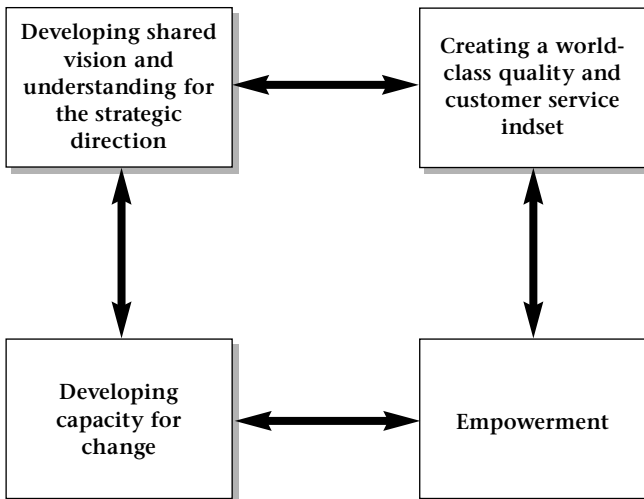 Developing shared
vision and
understanding for
the strategic
direction
Creating a world-
class quality and
customer service
indset
Developing
capacity for
change
Empowerment